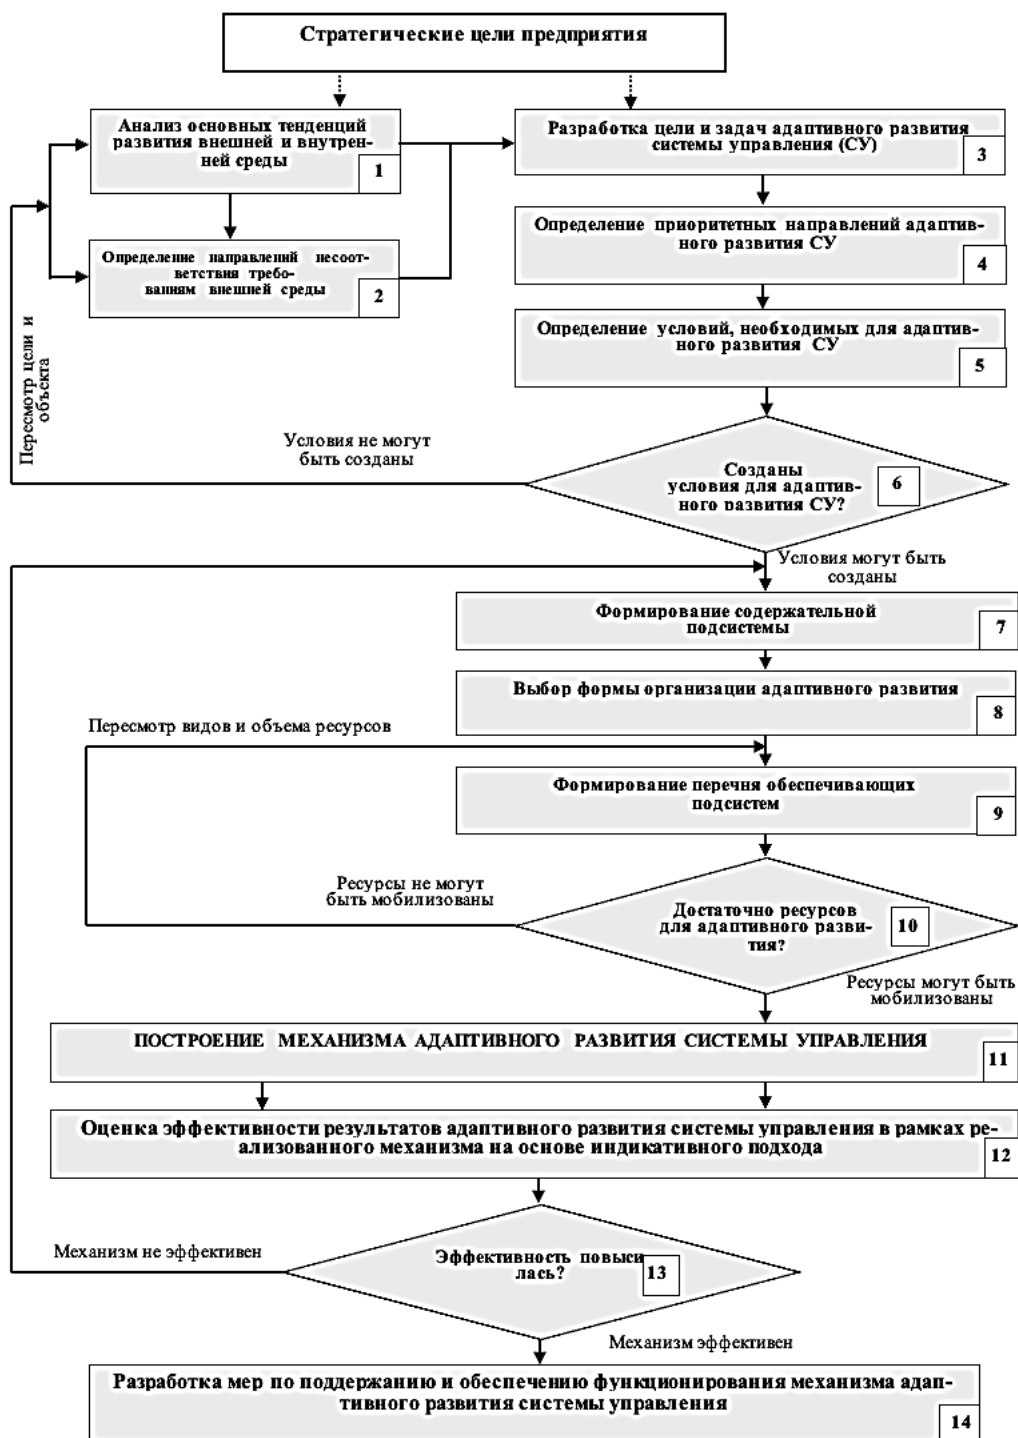 Стратегические цели предприятия
Анализ основных тенденций
развития внешней и внутрен-
ней среды
1
Разработка цели и задач адаптивного развития
системы управления (СУ)
3
Определение направлений несоот-
ветствия требо-
ваниям внешней среды
2
Определение приоритетных направлений адаптив-
ного развития СУ
4
Определение условий, необходимых для адаптив-
ного развития СУ
5
Пересмотр цели и
объекта
Условия не могут
быть созданы
Созданы
условия для адаптив-
ного развития СУ?
6
Условия могут быть
созданы
Формирование содержательной
подсистемы
7
Выбор формы организации адаптивного развития
8
Пересмотр видов и объема ресурсов
Формирование перечня обеспечивающих
подсистем
9
Ресурсы не могут
быть мобилизованы
Достаточно ресурсов
для адаптивного разви-
тия?
10
Ресурсы могут быть
мобилизованы
ПОСТРОЕНИЕ МЕХАНИЗМА АДАПТИВНОГО РАЗВИТИЯ СИСТЕМЫ УПРАВЛЕНИЯ
11
Оценка эффективности результатов адаптивного развития системы управления в рамках ре-
ализованного механизма на основе индикативного подхода
12
Механизм не эффективен
Эффективность повыси
лась?
13
Механизм эффективен
Разработка мер по поддержанию и обеспечению функционирования механизма адап-
тивного развития системы управления
14